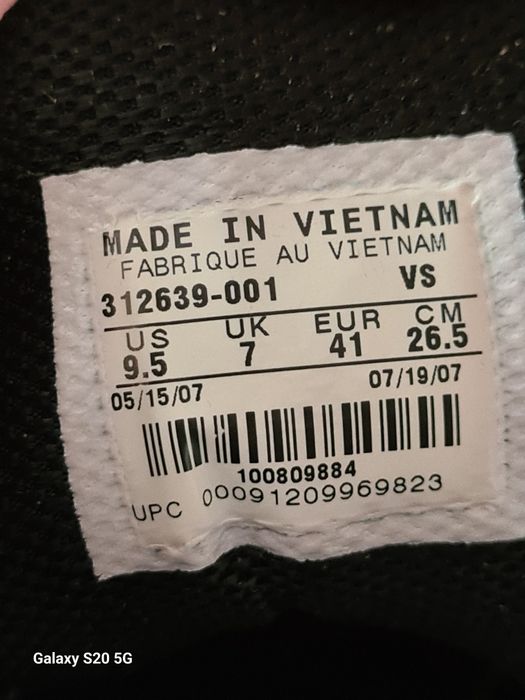 MADE IN VIETNAM
FABRIQUE AU VIETNAM
312639-001 VS
US UK EUR CM
9.5 7 41 26.5
05/15/07 07/19/07
100809884
UPC 00091209969823
Galaxy S20 5G